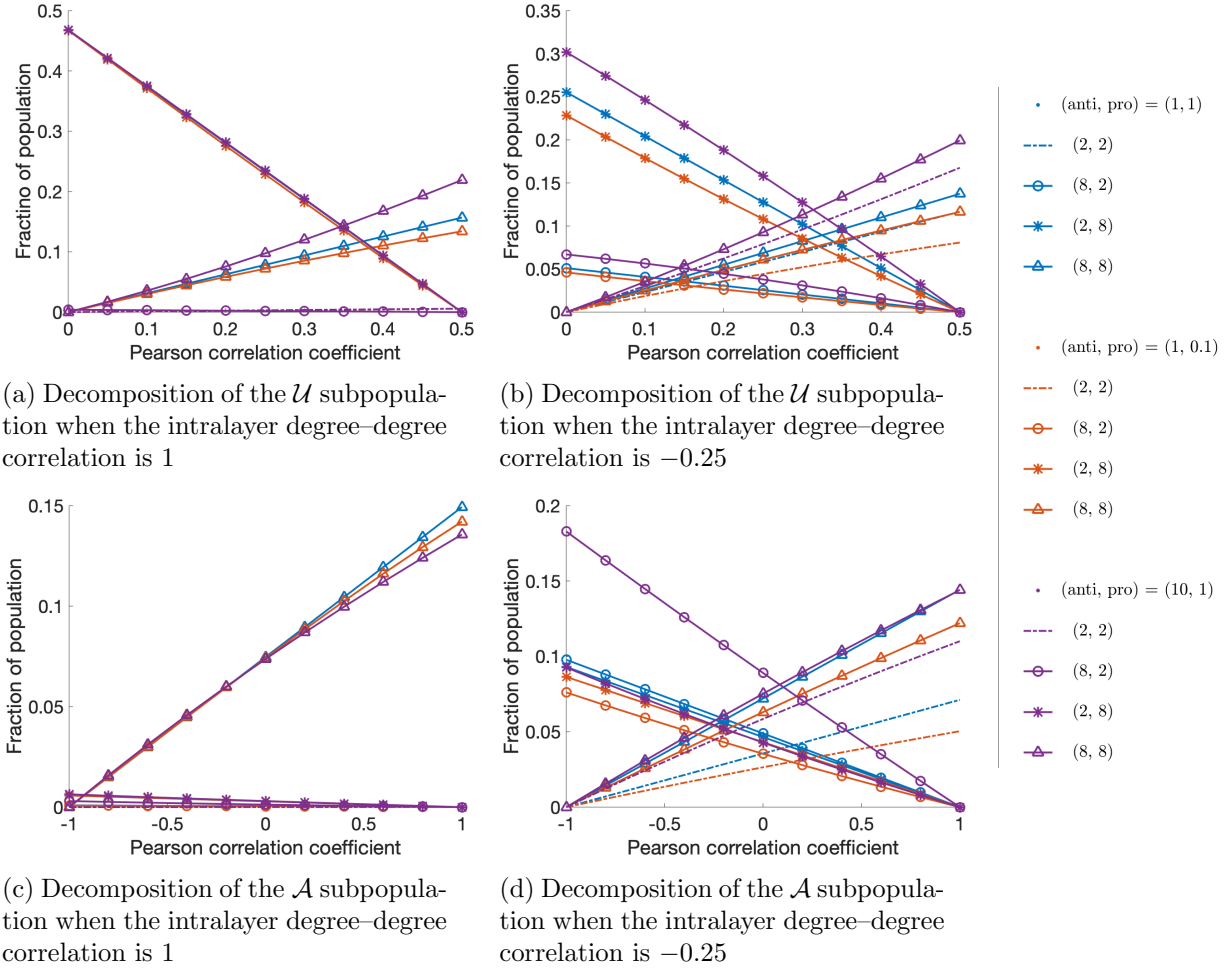 0.5
0.4
0.3
0.2
0.1
0
Fractino of population
0 0.1 0.2 0.3 0.4 0.5
Pearson correlation coefficient
(a) Decomposition of the 𝒰 subpopula-
tion when the intralayer degree–degree
correlation is 1
0.35
0.3
0.25
0.2
0.15
0.1
0.05
0
Fraction of population
0 0.1 0.2 0.3 0.4 0.5
Pearson correlation coefficient
(b) Decomposition of the 𝒰 subpopula-
tion when the intralayer degree–degree
correlation is −0.25
0.15
0.1
0.05
0
Fraction of population
-1 -0.5 0 0.5 1
Pearson correlation coefficient
(c) Decomposition of the 𝒜 subpopula-
tion when the intralayer degree–degree
correlation is 1
0.2
0.15
0.1
0.05
0
Fraction of population
-1 -0.5 0 0.5 1
Pearson correlation coefficient
(d) Decomposition of the 𝒜 subpopula-
tion when the intralayer degree–degree
correlation is −0.25
(anti, pro) = (1, 1)
(2, 2)
(8, 2)
(2, 8)
(8, 8)
(anti, pro) = (1, 0.1)
(2, 2)
(8, 2)
(2, 8)
(8, 8)
(anti, pro) = (10, 1)
(2, 2)
(8, 2)
(2, 8)
(8, 8)